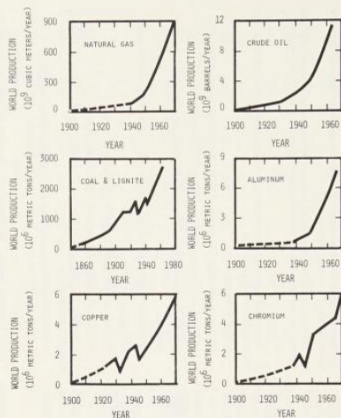 WORLD PRODUCTION
(10⁹ CUBIC METERS/YEAR)
900
600
300
0
NATURAL GAS
1900 1920 1940 1960
YEAR
WORLD PRODUCTION
(10⁹ BARRELS/YEAR)
12
8
4
0
CRUDE OIL
1900 1920 1940 1960
YEAR
WORLD PRODUCTION
(10⁶ METRIC TONS/YEAR)
3000
2000
1000
0
COAL & LIGNITE
1860 1900 1940 1980
YEAR
WORLD PRODUCTION
(10⁶ METRIC TONS/YEAR)
9
6
3
0
ALUMINUM
1900 1920 1940 1960
YEAR
WORLD PRODUCTION
(10⁶ METRIC TONS/YEAR)
6
4
2
0
COPPER
1900 1920 1940 1960
YEAR
WORLD PRODUCTION
(10⁶ METRIC TONS/YEAR)
6
4
2
0
CHROMIUM
1900 1920 1940 1960
YEAR